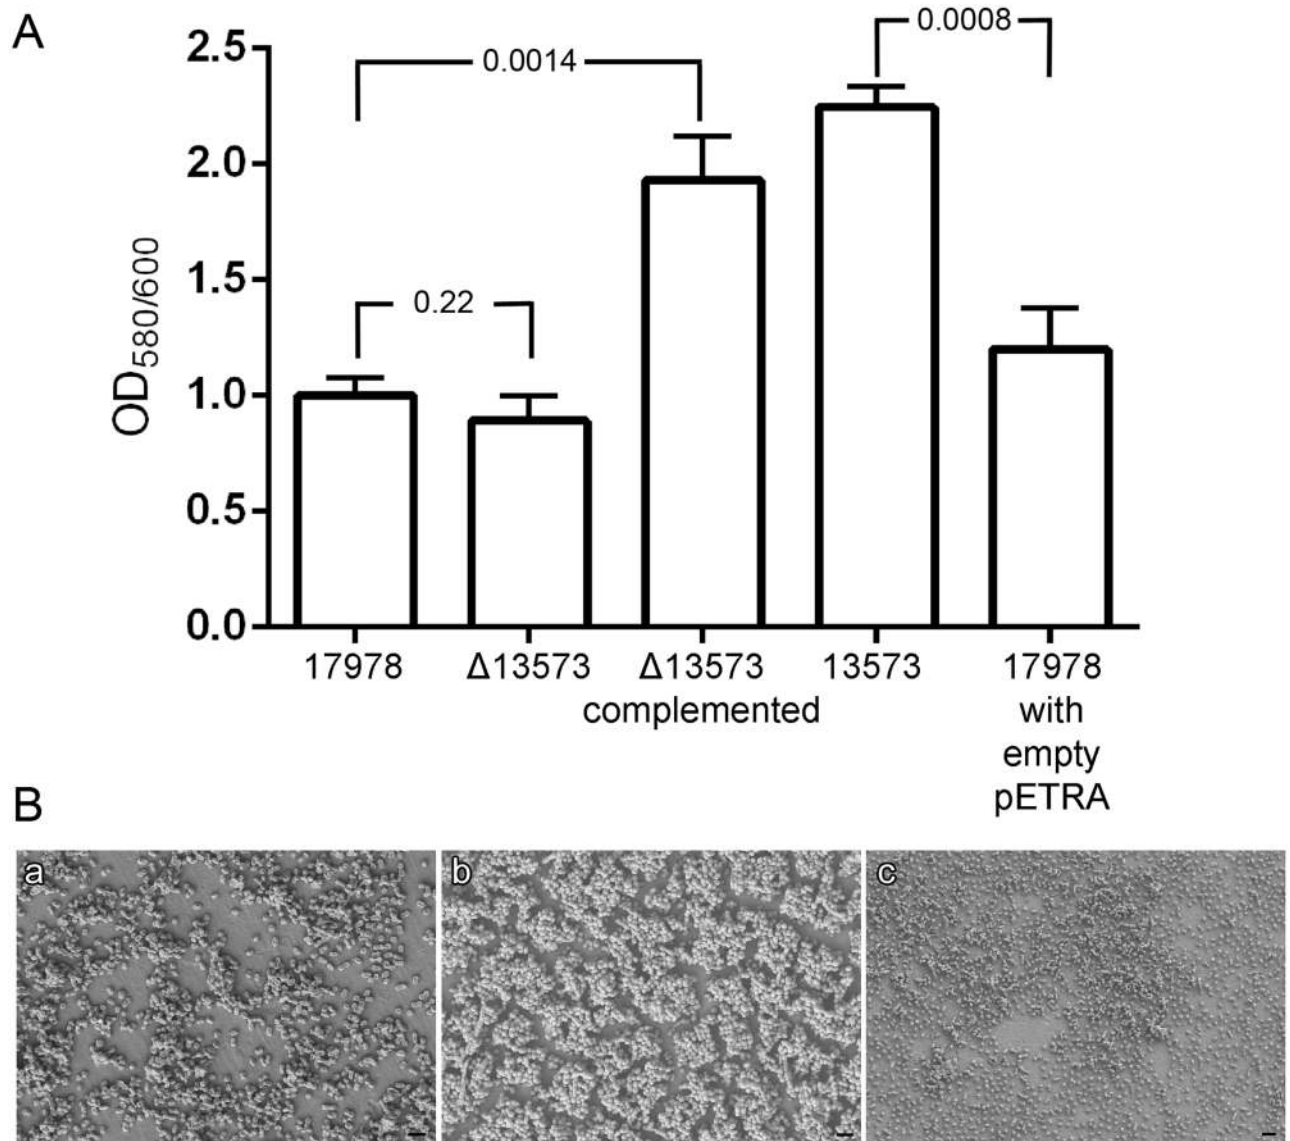 A
0.0008
2.5
0.0014
2.0
1.5
0.22
OD580/600
1.0
0.5
0.0
17978 Δ13573 Δ13573 13573 17978
complemented with
empty
pETRA
B
a b c